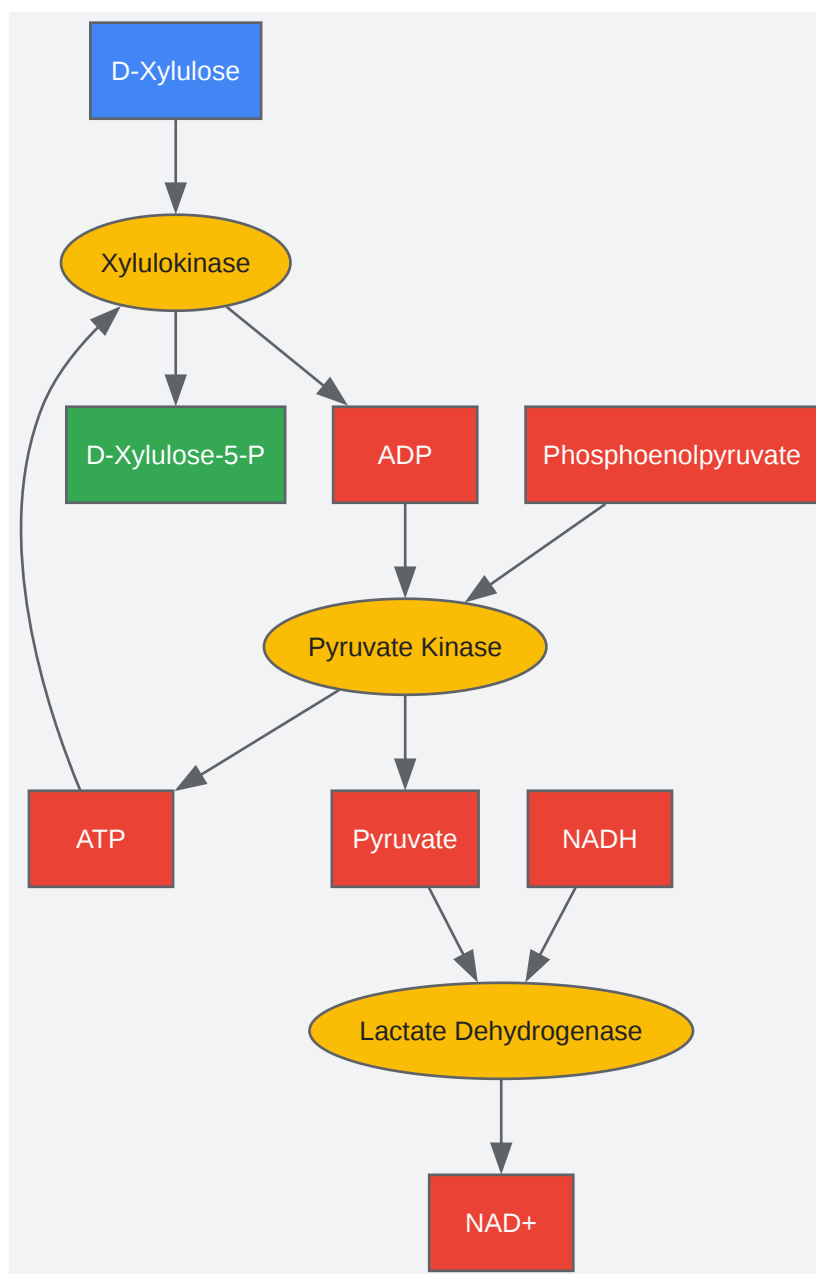 D-Xylulose
Xylulokinase
D-Xylulose-5-P
ADP
Phosphoenolpyruvate
Pyruvate Kinase
ATP
Pyruvate
NADH
Lactate Dehydrogenase
NAD+